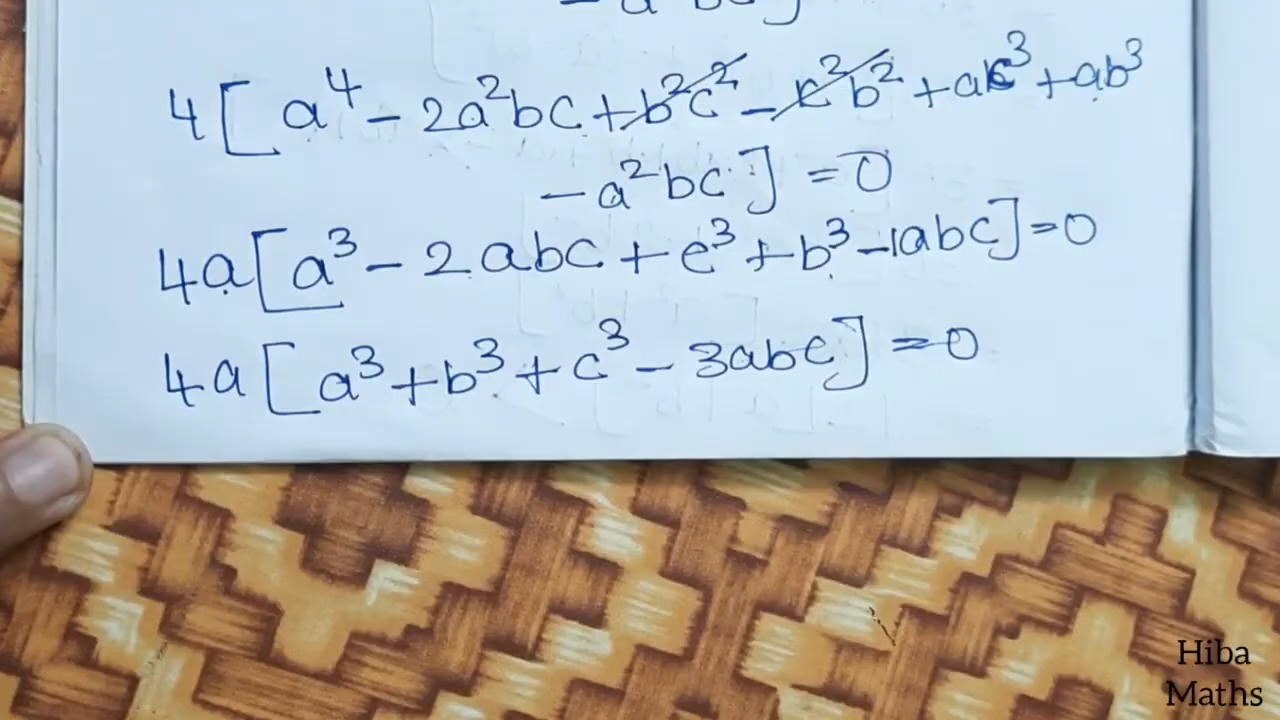 4[a⁴ - 2a²bc + b²c² - c²b² + ac³ + ab³
- a²bc] = 0
4a[a³ - 2abc + c³ + b³ - 1abc] = 0
4a[a³ + b³ + c³ - 3abc] = 0
Hiba
Maths